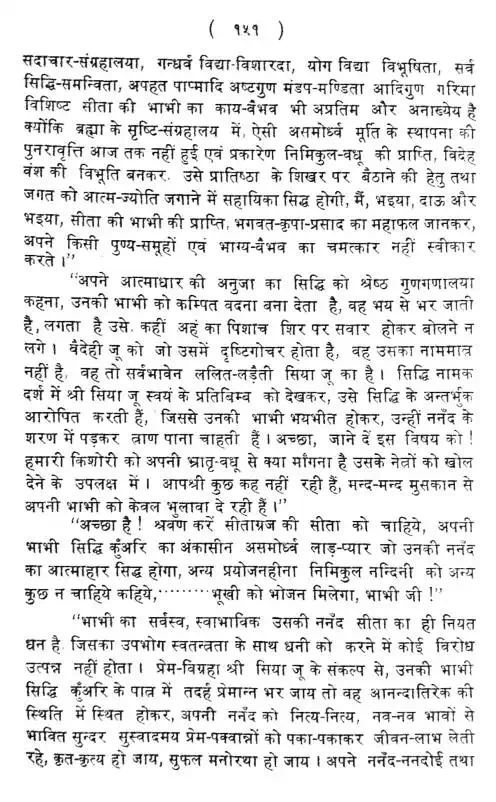 ( १५१ )
सदाचार-संग्रहालया, गन्धर्व विद्या-विशारदा, योग विद्या विभूषिता, सर्व
सिद्धि-समन्विता, अपहत पाप्मादि अष्टगुण मंडप-मण्डिता आदिगुण गरिमा
विशिष्ट सीता की भाभी का काय-वैभव भी अप्रतिम और अनाख्येय है
क्योंकि ब्रह्मा के सृष्टि-संग्रहालय में, ऐसी असमोर्ध्व मूर्ति के स्थापना की
पुनरावृत्ति आज तक नहीं हुई एवं प्रकारेण निमिकुल-वधू की प्राप्ति, विदेह
वंश की विभूति बनकर, उसे प्रातिष्ठा के शिखर पर बैठाने की हेतु तथा
जगत को आत्म-ज्योति जगाने में सहायिका सिद्ध होगी, मैं, भइया, दाऊ और
भइया, सीता की भाभी की प्राप्ति, भगवत-कृपा-प्रसाद का महाफल जानकर,
अपने किसी पुण्य-समूहों एवं भाग्य-वैभव का चमत्कार नहीं स्वीकार
करते ।"
"अपने आत्माधार की अनुजा का सिद्धि को श्रेष्ठ गुणगणालया
कहना, उनकी भाभी को कम्पित वदना बना देता है, वह भय से भर जाती
है, लगता है उसे. कहीं अहं का पिशाच शिर पर सवार होकर बोलने न
लगे । वैदेही जू को जो उसमें दृष्टिगोचर होता है, वह उसका नाममात्र
नहीं है, वह तो सर्वभावेन ललित-लड़ैती सिया जू का है । सिद्धि नामक
दर्श में श्री सिया जू स्वयं के प्रतिबिम्ब को देखकर, उसे सिद्धि के अन्तर्भुक
आरोपित करती हैं, जिससे उनकी भाभी भयभीत होकर, उन्हीं ननँद के
शरण में पड़कर त्राण पाना चाहती हैं । अच्छा, जाने दें इस विषय को !
हमारी किशोरी को अपनी भ्रातृ-वधू से क्या माँगना है उसके नेत्रों को खोल
देने के उपलक्ष में । आपश्री कुछ कह नहीं रही हैं, मन्द-मन्द मुसकान से
अपनी भाभी को केवल भुलावा दे रही हैं ।"
"अच्छा है ! श्रवण करें सीताग्रज की सीता को चाहिये, अपनी
भाभी सिद्धि कुँअरि का अंकासीन असमोर्ध्व लाड़-प्यार जो उनकी ननँद
का आत्माहार सिद्ध होगा, अन्य प्रयोजनहीना निमिकुल नन्दिनी को अन्य
कुछ न चाहिये कहिये,········· भूखी को भोजन मिलेगा, भाभी जी !"
"भाभी का सर्वस्व, स्वाभाविक उसकी ननँद सीता का ही नियत
धन है. जिसका उपभोग स्वतन्त्रता के साथ धनी को करने में कोई विरोध
उत्पन्न नहीं होता । प्रेम-विग्रहा श्री सिया जू के संकल्प से, उनकी भाभी
सिद्धि कुँअरि के पात्र में तदर्ह प्रेमान्न भर जाय तो वह आनन्दातिरेक की
स्थिति में स्थित होकर, अपनी ननँद को नित्य-नित्य, नव-नव भावों से
भावित सुन्दर सुस्वादमय प्रेम-पक्वान्नों को पका-पकाकर जीवन-लाभ लेती
रहे, कृत-कृत्य हो जाय, सुफल मनोरथा हो जाय । अपने ननँद-ननदोई तथा